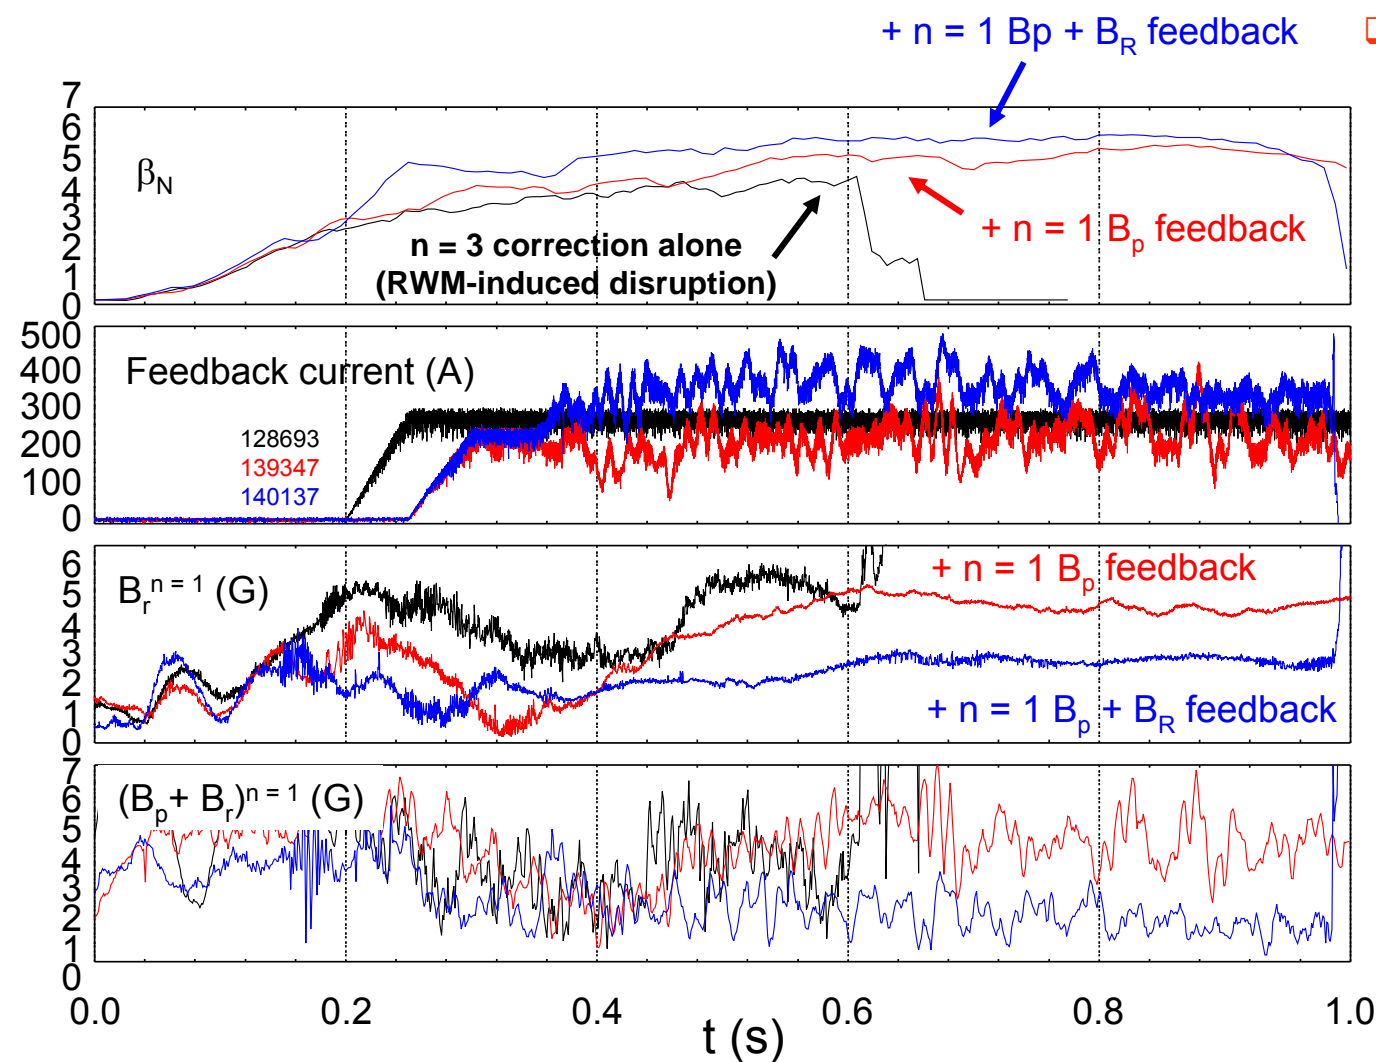 + n = 1 Bp + B_R feedback
7
6
5
4
3
2
1
0
β_N
+ n = 1 B_p feedback
n = 3 correction alone
(RWM-induced disruption)
500
400
300
200
100
0
Feedback current (A)
128693
139347
140137
6
5
4
3
2
1
0
B_r^{n = 1} (G)
+ n = 1 B_p feedback
+ n = 1 B_p + B_R feedback
7
6
5
4
3
2
1
0
(B_p+ B_r)^{n = 1} (G)
0.0 0.2 0.4 0.6 0.8 1.0
t (s)